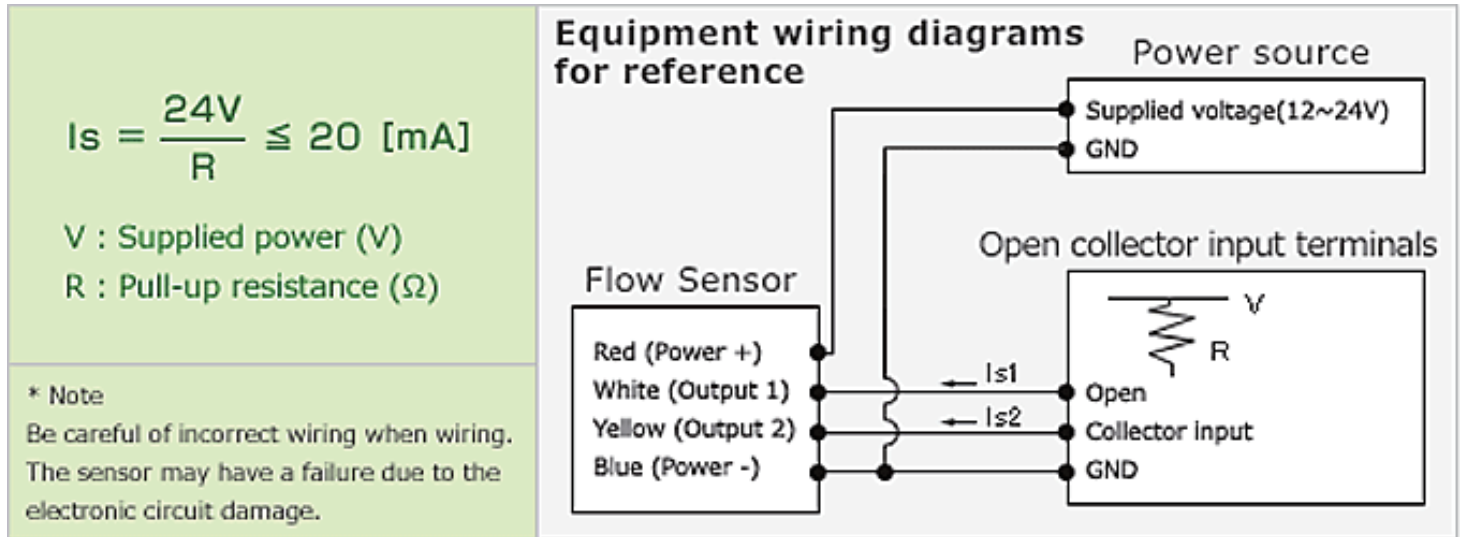 Is = 24V / R ≦ 20 [mA]
V : Supplied power (V)
R : Pull-up resistance (Ω)
* Note
Be careful of incorrect wiring when wiring.
The sensor may have a failure due to the
electronic circuit damage.
Equipment wiring diagrams
for reference
Power source
Supplied voltage(12~24V)
GND
Open collector input terminals
V
R
Open
Collector input
GND
Is1
Is2
Flow Sensor
Red (Power +)
White (Output 1)
Yellow (Output 2)
Blue (Power -)